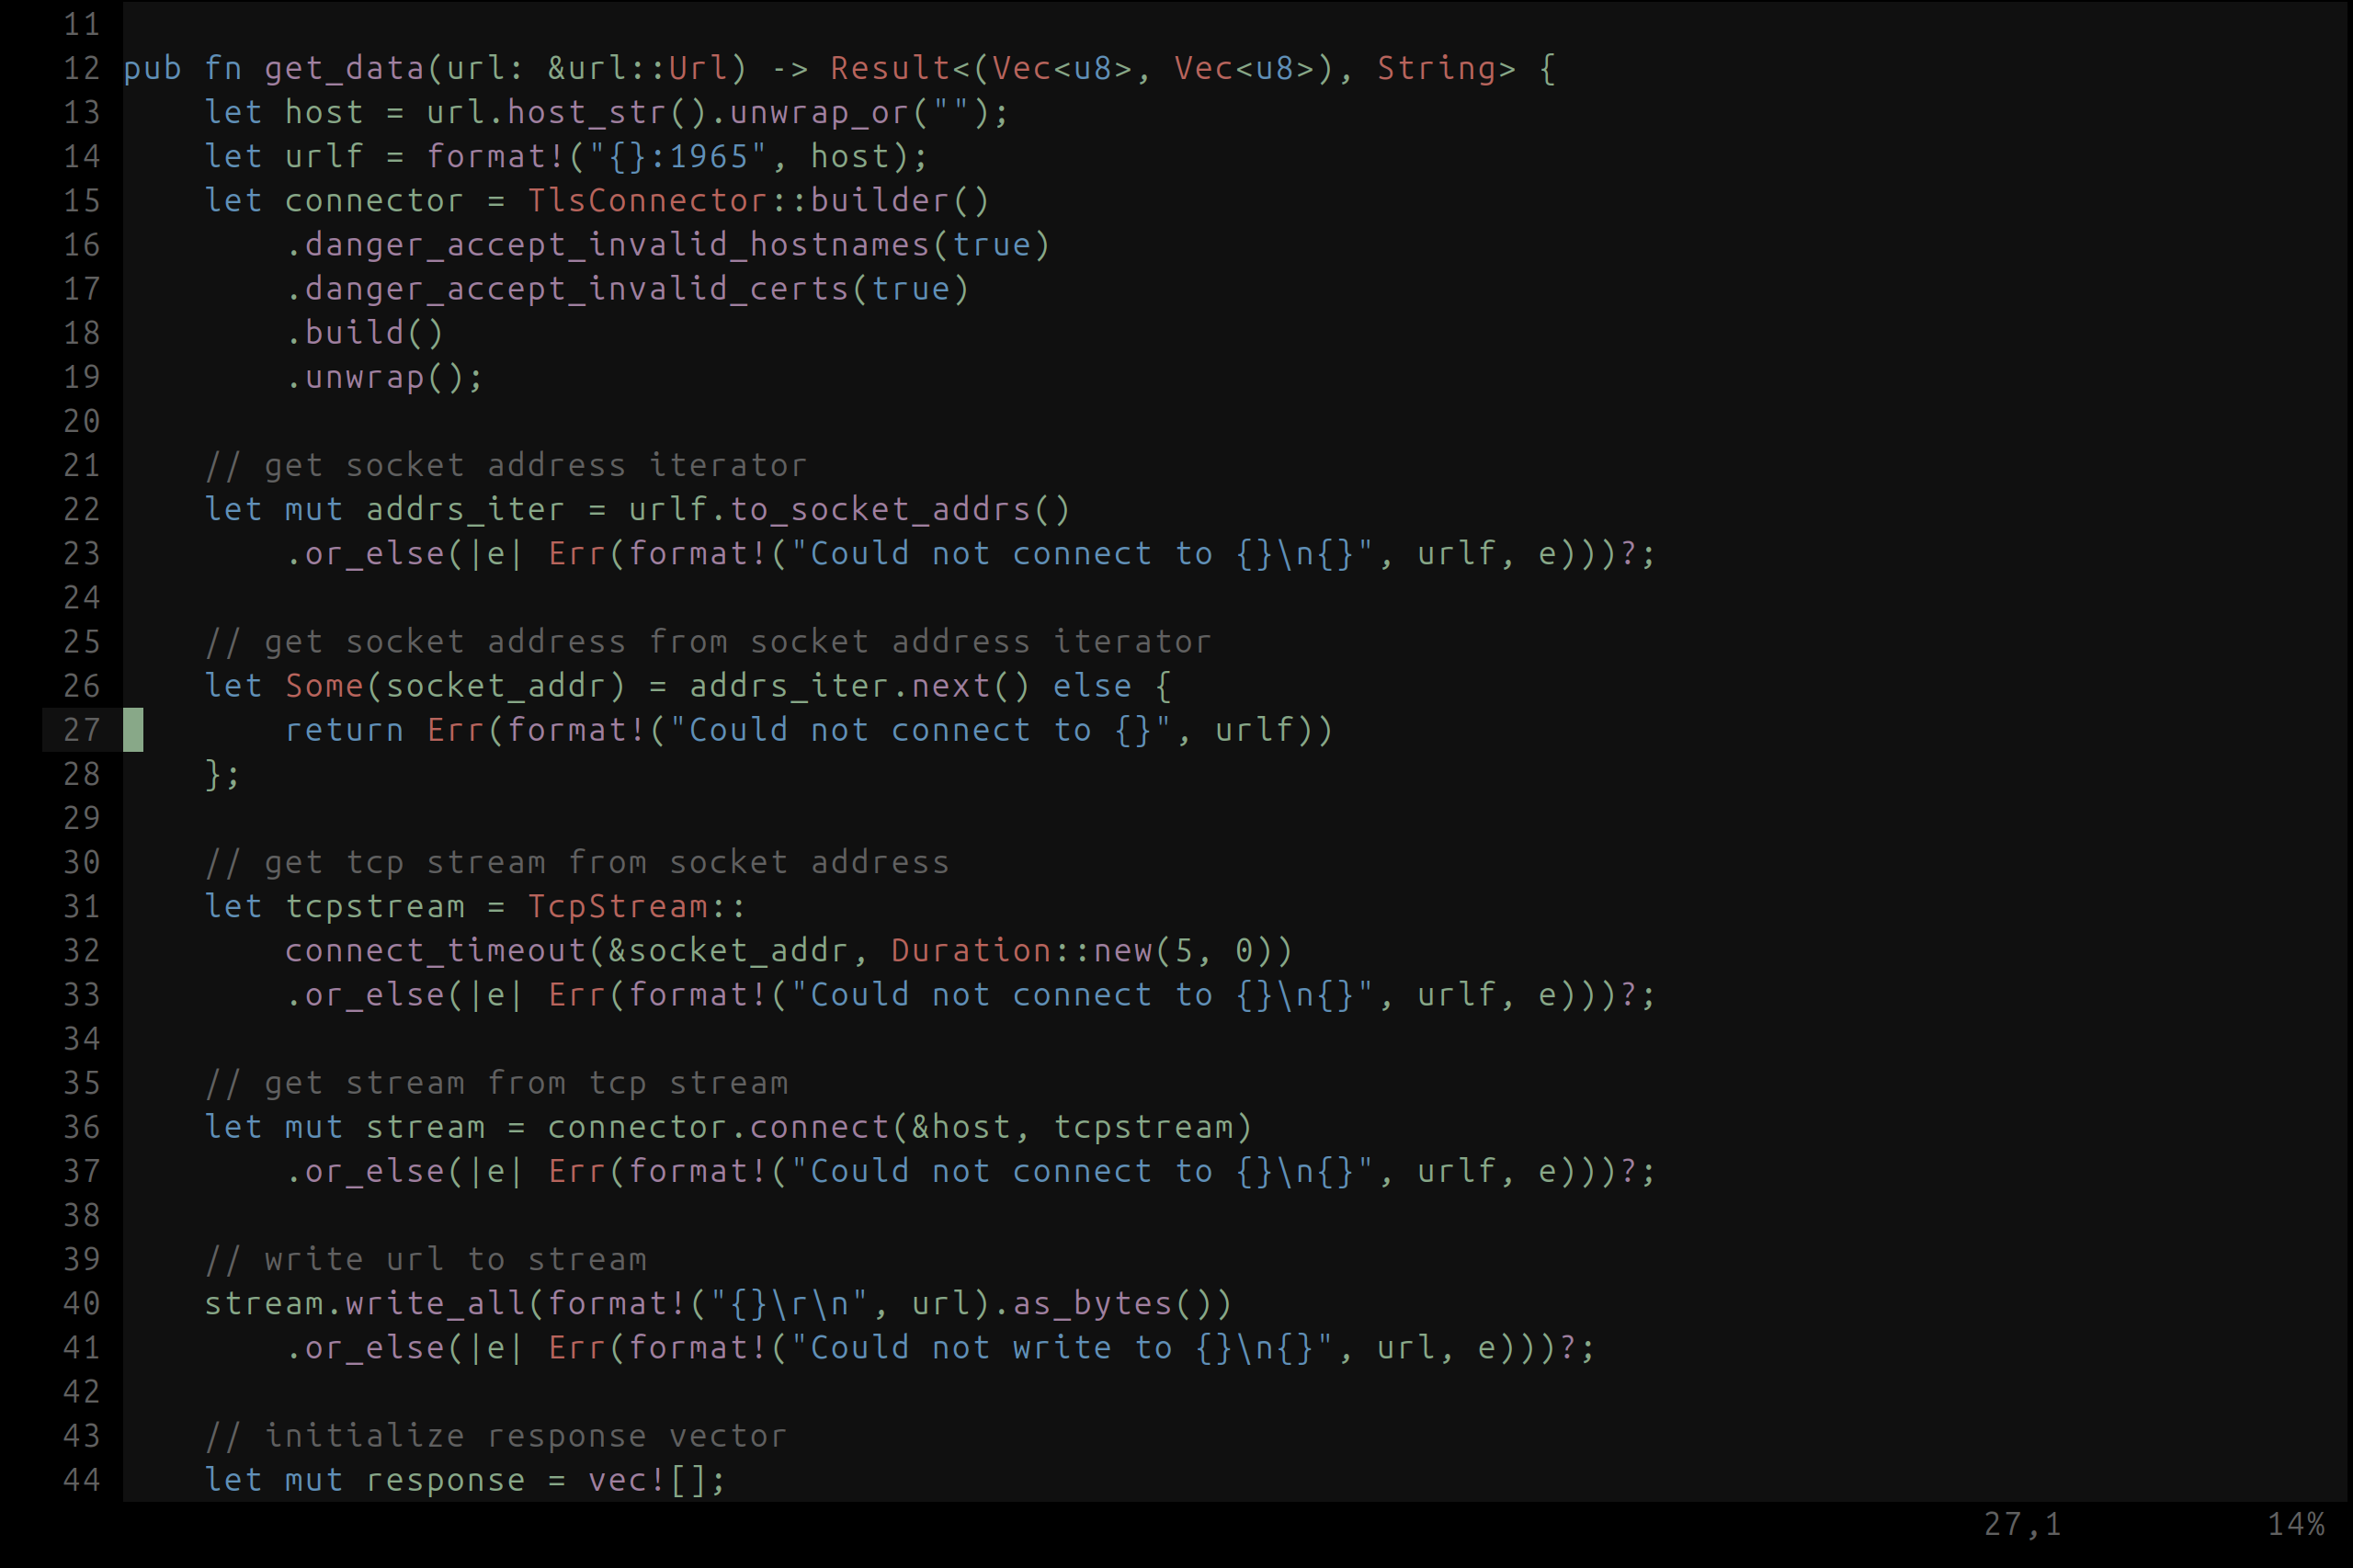 11
12 pub fn get_data(url: &url::Url) -> Result<(Vec<u8>, Vec<u8>), String> {
13     let host = url.host_str().unwrap_or("");
14     let urlf = format!("{}:1965", host);
15     let connector = TlsConnector::builder()
16         .danger_accept_invalid_hostnames(true)
17         .danger_accept_invalid_certs(true)
18         .build()
19         .unwrap();
20
21     // get socket address iterator
22     let mut addrs_iter = urlf.to_socket_addrs()
23         .or_else(|e| Err(format!("Could not connect to {}\n{}", urlf, e)))?;
24
25     // get socket address from socket address iterator
26     let Some(socket_addr) = addrs_iter.next() else {
27         return Err(format!("Could not connect to {}", urlf))
28     };
29
30     // get tcp stream from socket address
31     let tcpstream = TcpStream::
32         connect_timeout(&socket_addr, Duration::new(5, 0))
33         .or_else(|e| Err(format!("Could not connect to {}\n{}", urlf, e)))?;
34
35     // get stream from tcp stream
36     let mut stream = connector.connect(&host, tcpstream)
37         .or_else(|e| Err(format!("Could not connect to {}\n{}", urlf, e)))?;
38
39     // write url to stream
40     stream.write_all(format!("{}\r\n", url).as_bytes())
41         .or_else(|e| Err(format!("Could not write to {}\n{}", url, e)))?;
42
43     // initialize response vector
44     let mut response = vec![];
27,1 14%